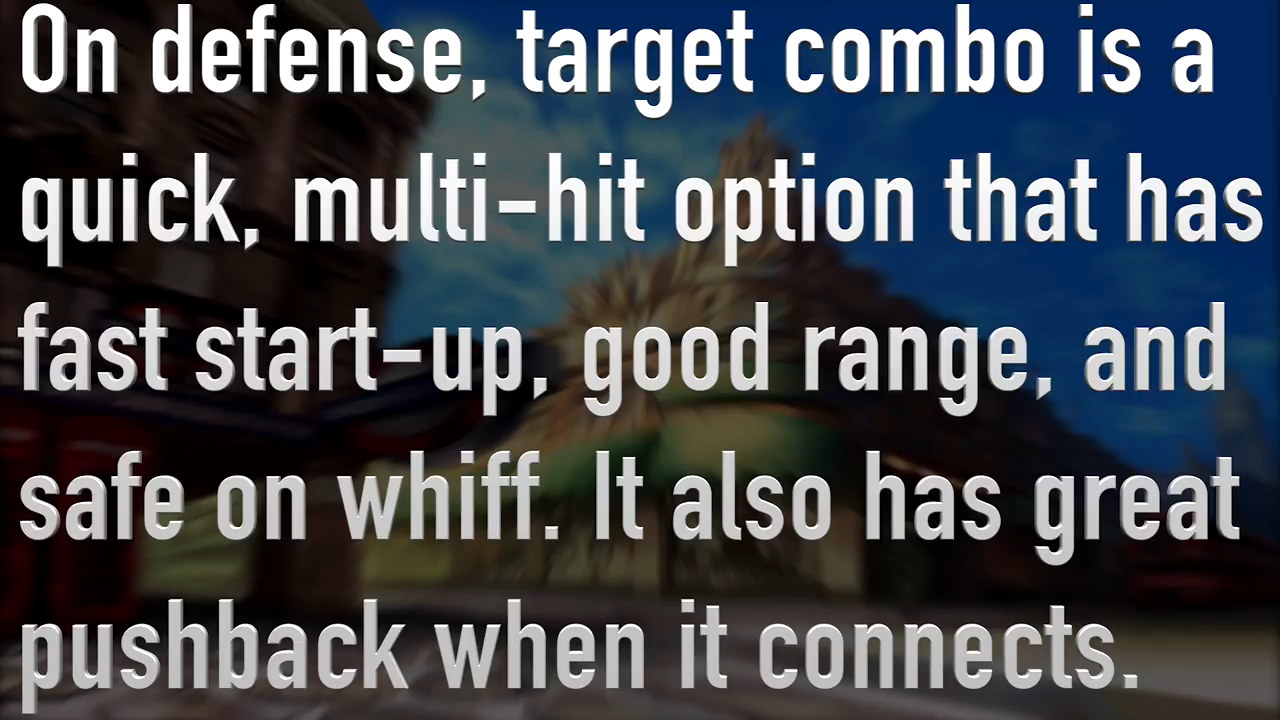 On defense, target combo is a
quick, multi-hit option that has
fast start-up, good range, and
safe on whiff. It also has great
pushback when it connects.